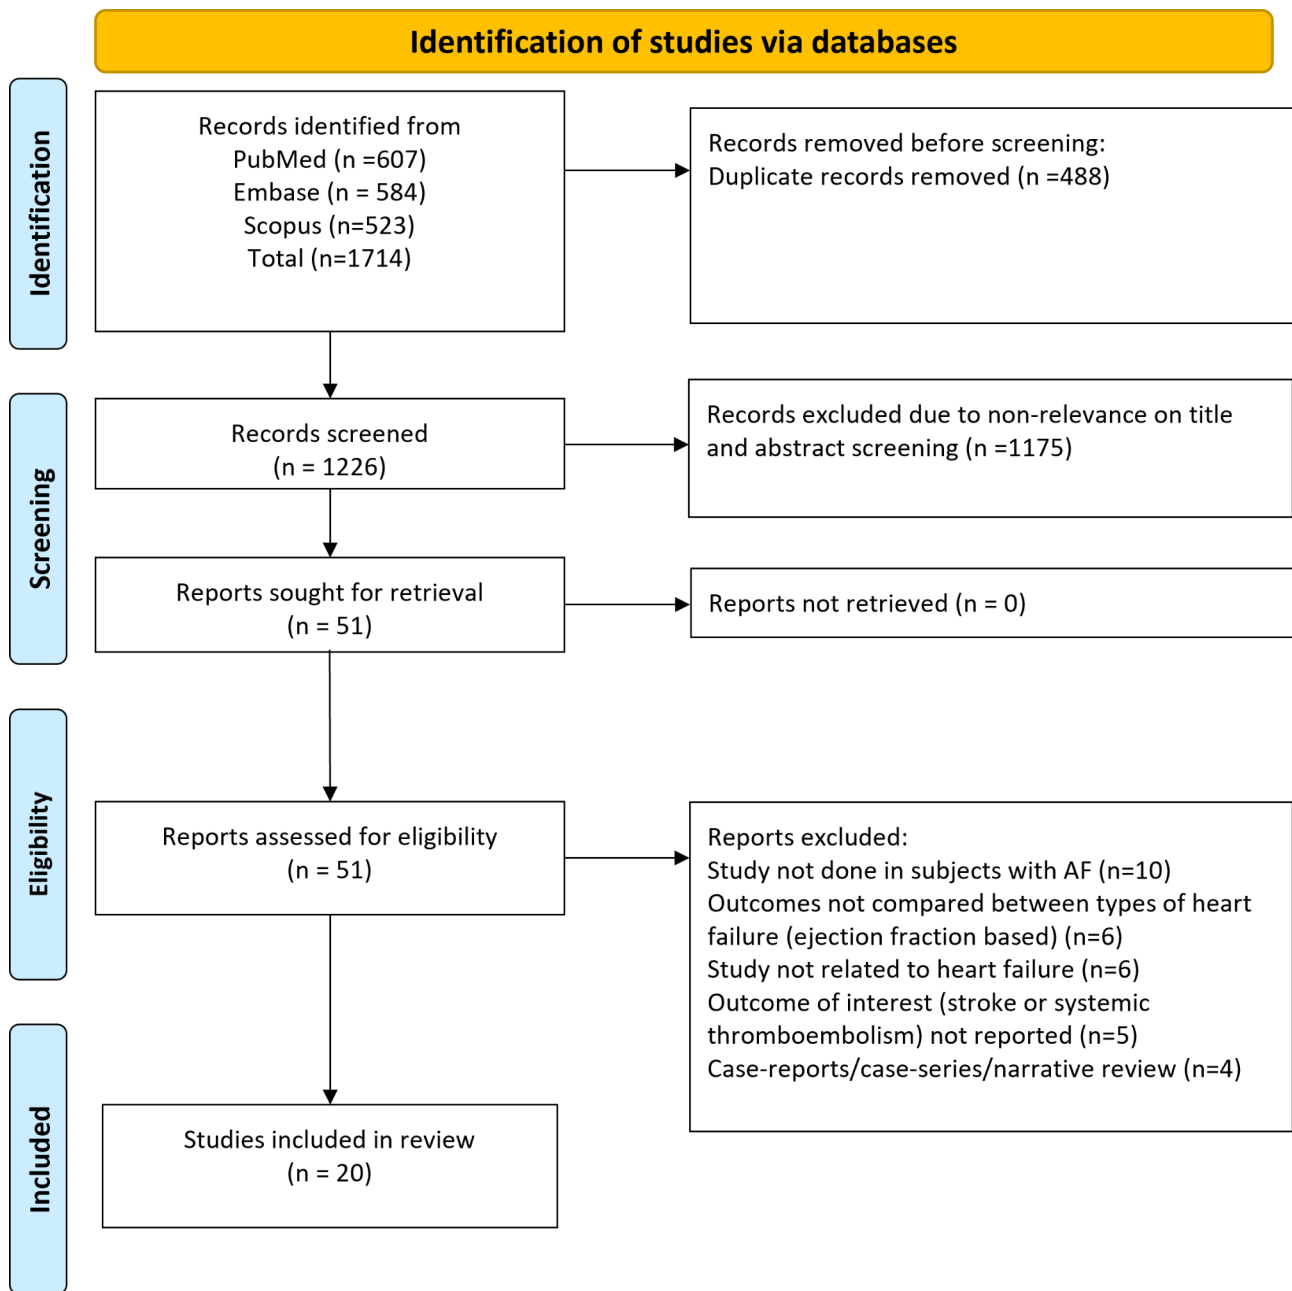 Identification of studies via databases
Identification
Records identified from
PubMed (n =607)
Embase (n = 584)
Scopus (n=523)
Total (n=1714)
Records removed before screening:
Duplicate records removed (n =488)
Screening
Records screened
(n = 1226)
Records excluded due to non-relevance on title
and abstract screening (n =1175)
Reports sought for retrieval
(n = 51)
Reports not retrieved (n = 0)
Eligibility
Reports assessed for eligibility
(n = 51)
Reports excluded:
Study not done in subjects with AF (n=10)
Outcomes not compared between types of heart
failure (ejection fraction based) (n=6)
Study not related to heart failure (n=6)
Outcome of interest (stroke or systemic
thromboembolism) not reported (n=5)
Case-reports/case-series/narrative review (n=4)
Included
Studies included in review
(n = 20)